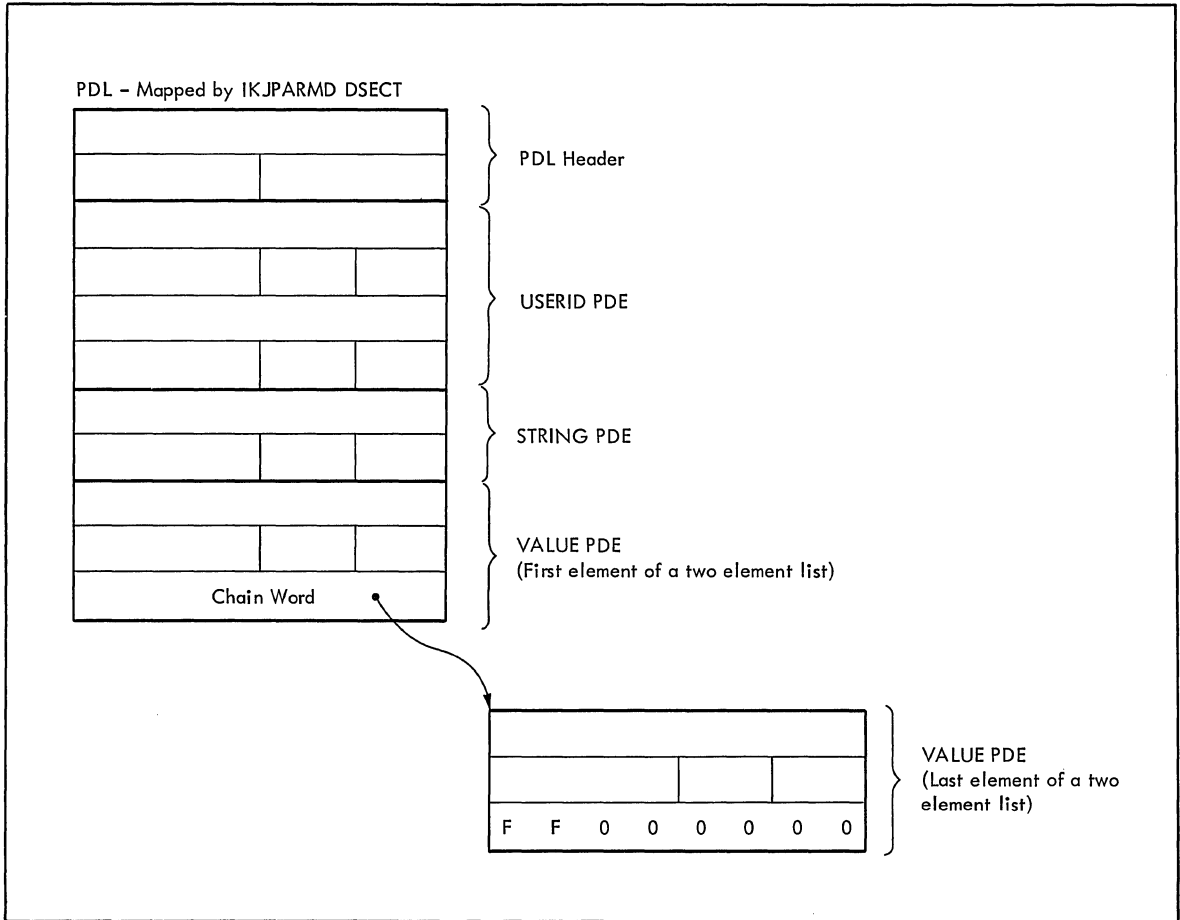 PDL - Mapped by IKJPARMD DSECT
PDL Header
USERID PDE
STRING PDE
VALUE PDE
(First element of a two element list)
Chain Word
VALUE PDE
(Last element of a two
element list)
F F 0 0 0 0 0 0